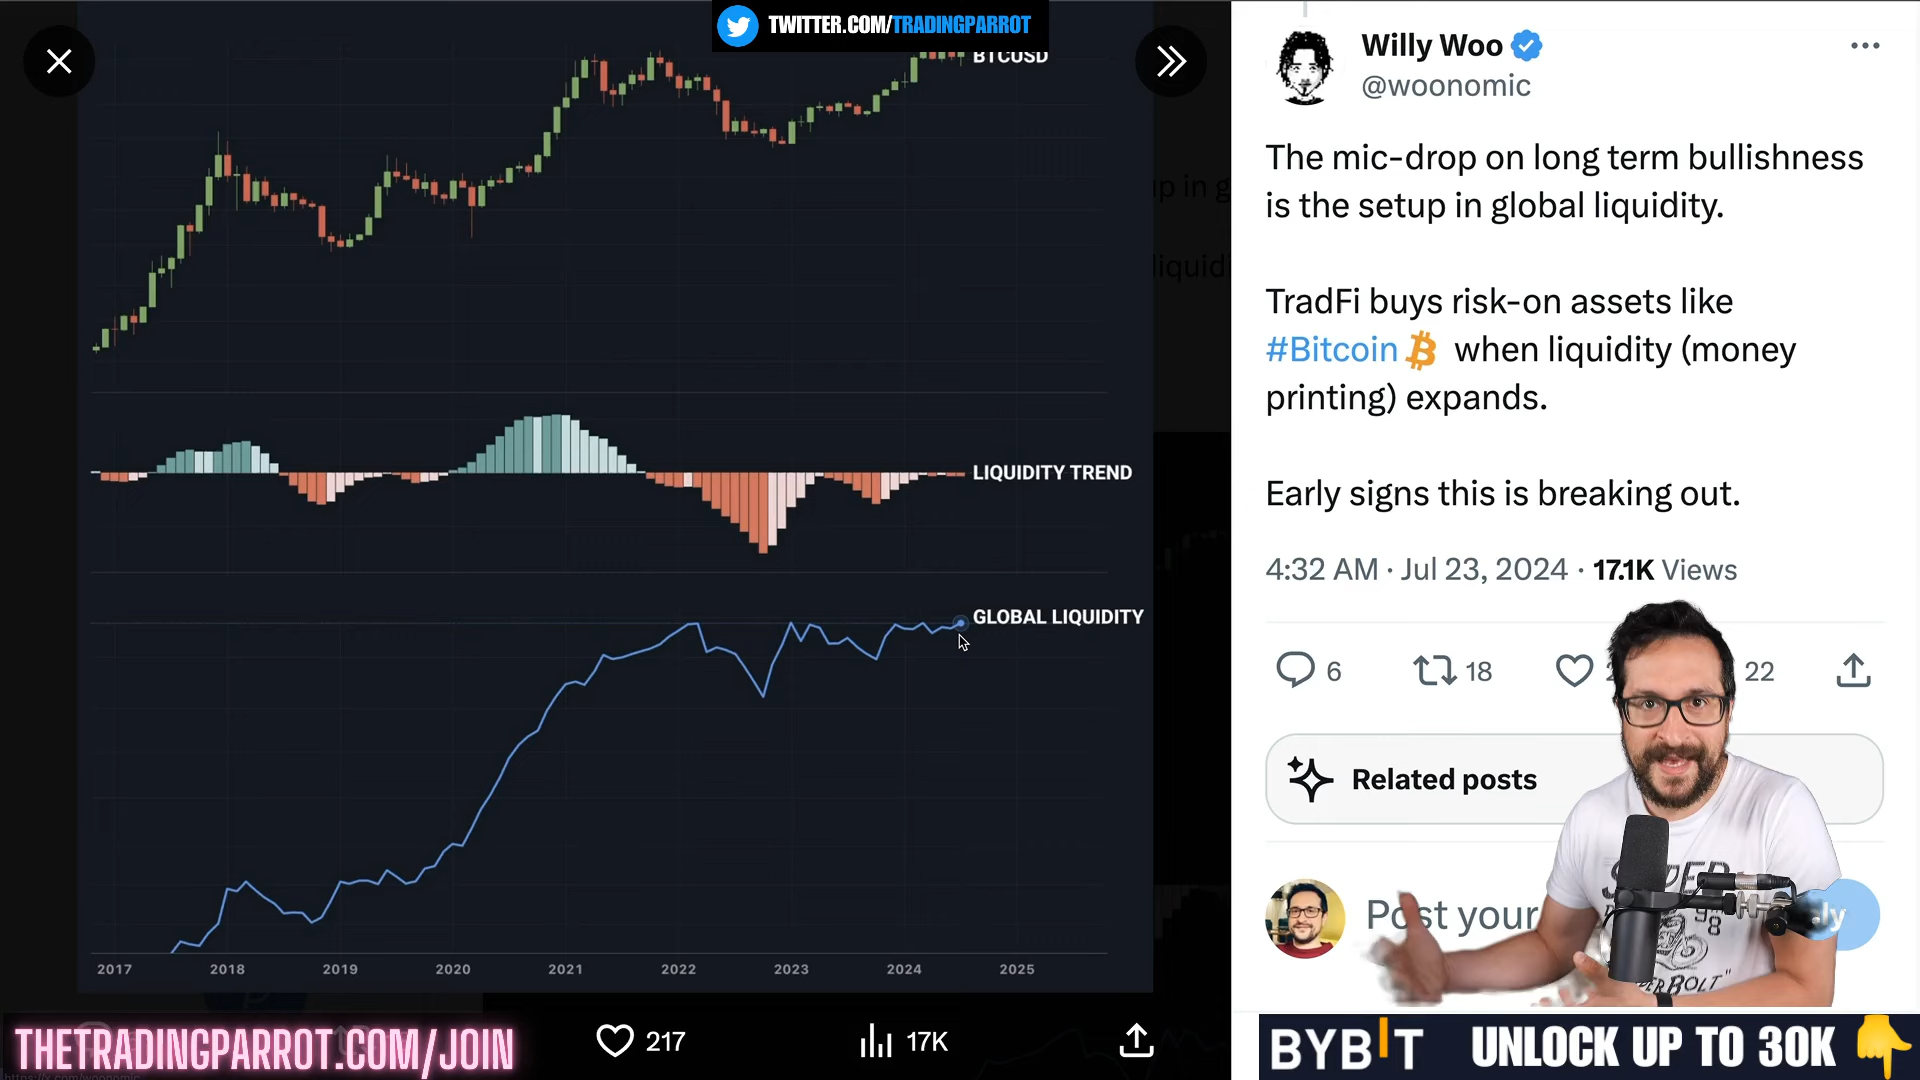 TWITTER.COM/TRADINGPARROT
BTCUSD
LIQUIDITY TREND
GLOBAL LIQUIDITY
2017 2018 2019 2020 2021 2022 2023 2024 2025
217
17K
THETRADINGPARROT.COM/JOIN
Willy Woo
@woonomic
The mic-drop on long term bullishness
is the setup in global liquidity.
TradFi buys risk-on assets like
#Bitcoin when liquidity (money
printing) expands.
Early signs this is breaking out.
4:32 AM · Jul 23, 2024 · 17.1K Views
6 18 22
Related posts
Post your
BYBIT UNLOCK UP TO 30K